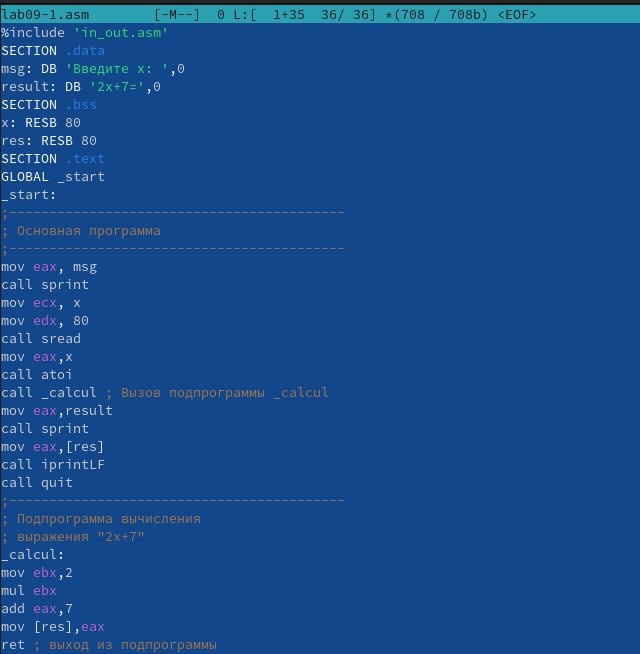 lab09-1.asm        [-M--]  0 L:[  1+35  36/ 36] *(708 / 708b) <EOF>
%include 'in_out.asm'
SECTION .data
msg: DB 'Введите x: ',0
result: DB '2x+7=',0
SECTION .bss
x: RESB 80
res: RESB 80
SECTION .text
GLOBAL _start
_start:
;------------------------------------------
; Основная программа
;------------------------------------------
mov eax, msg
call sprint
mov ecx, x
mov edx, 80
call sread
mov eax,x
call atoi
call _calcul ; Вызов подпрограммы _calcul
mov eax,result
call sprint
mov eax,[res]
call iprintLF
call quit
;------------------------------------------
; Подпрограмма вычисления
; выражения "2x+7"
_calcul:
mov ebx,2
mul ebx
add eax,7
mov [res],eax
ret ; выход из подпрограммы